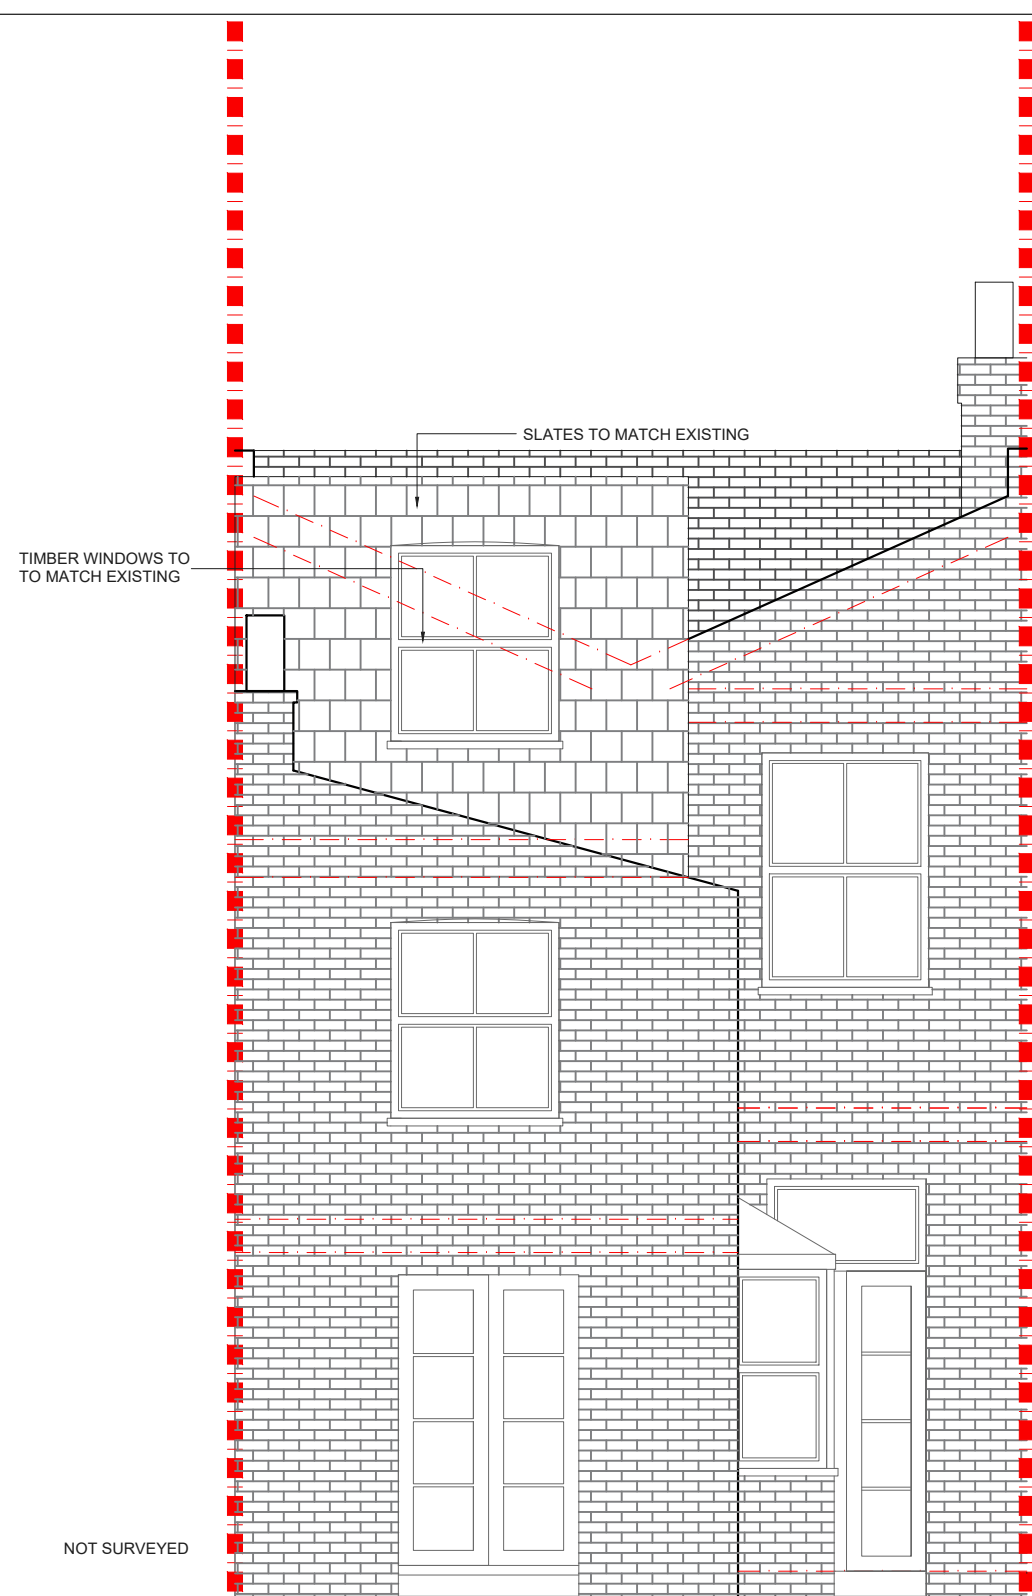 SLATES TO MATCH EXISTING
TIMBER WINDOWS TO
TO MATCH EXISTING
NOT SURVEYED